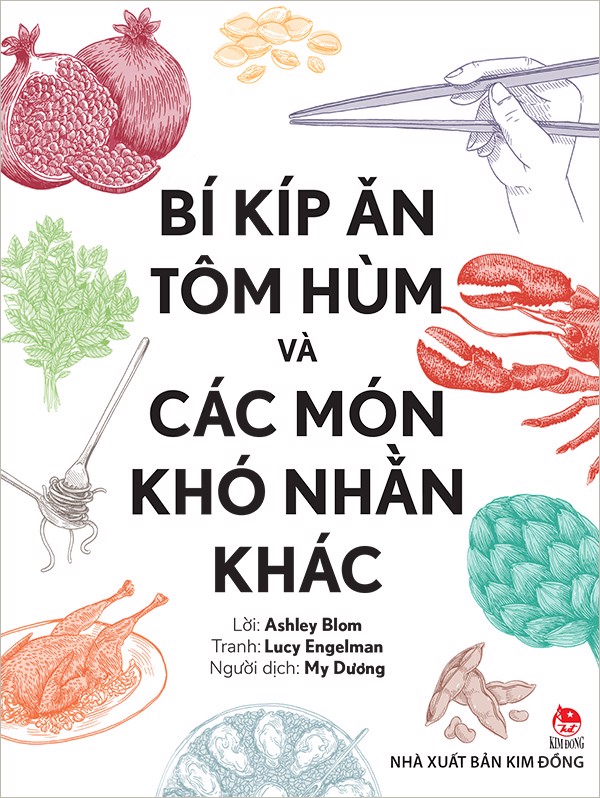 BÍ KÍP ĂN
TÔM HÙM
VÀ
CÁC MÓN
KHÓ NHẰN
KHÁC
Lời: Ashley Blom
Tranh: Lucy Engelman
Người dịch: My Dương
KIM ĐỒNG
NHÀ XUẤT BẢN KIM ĐỒNG